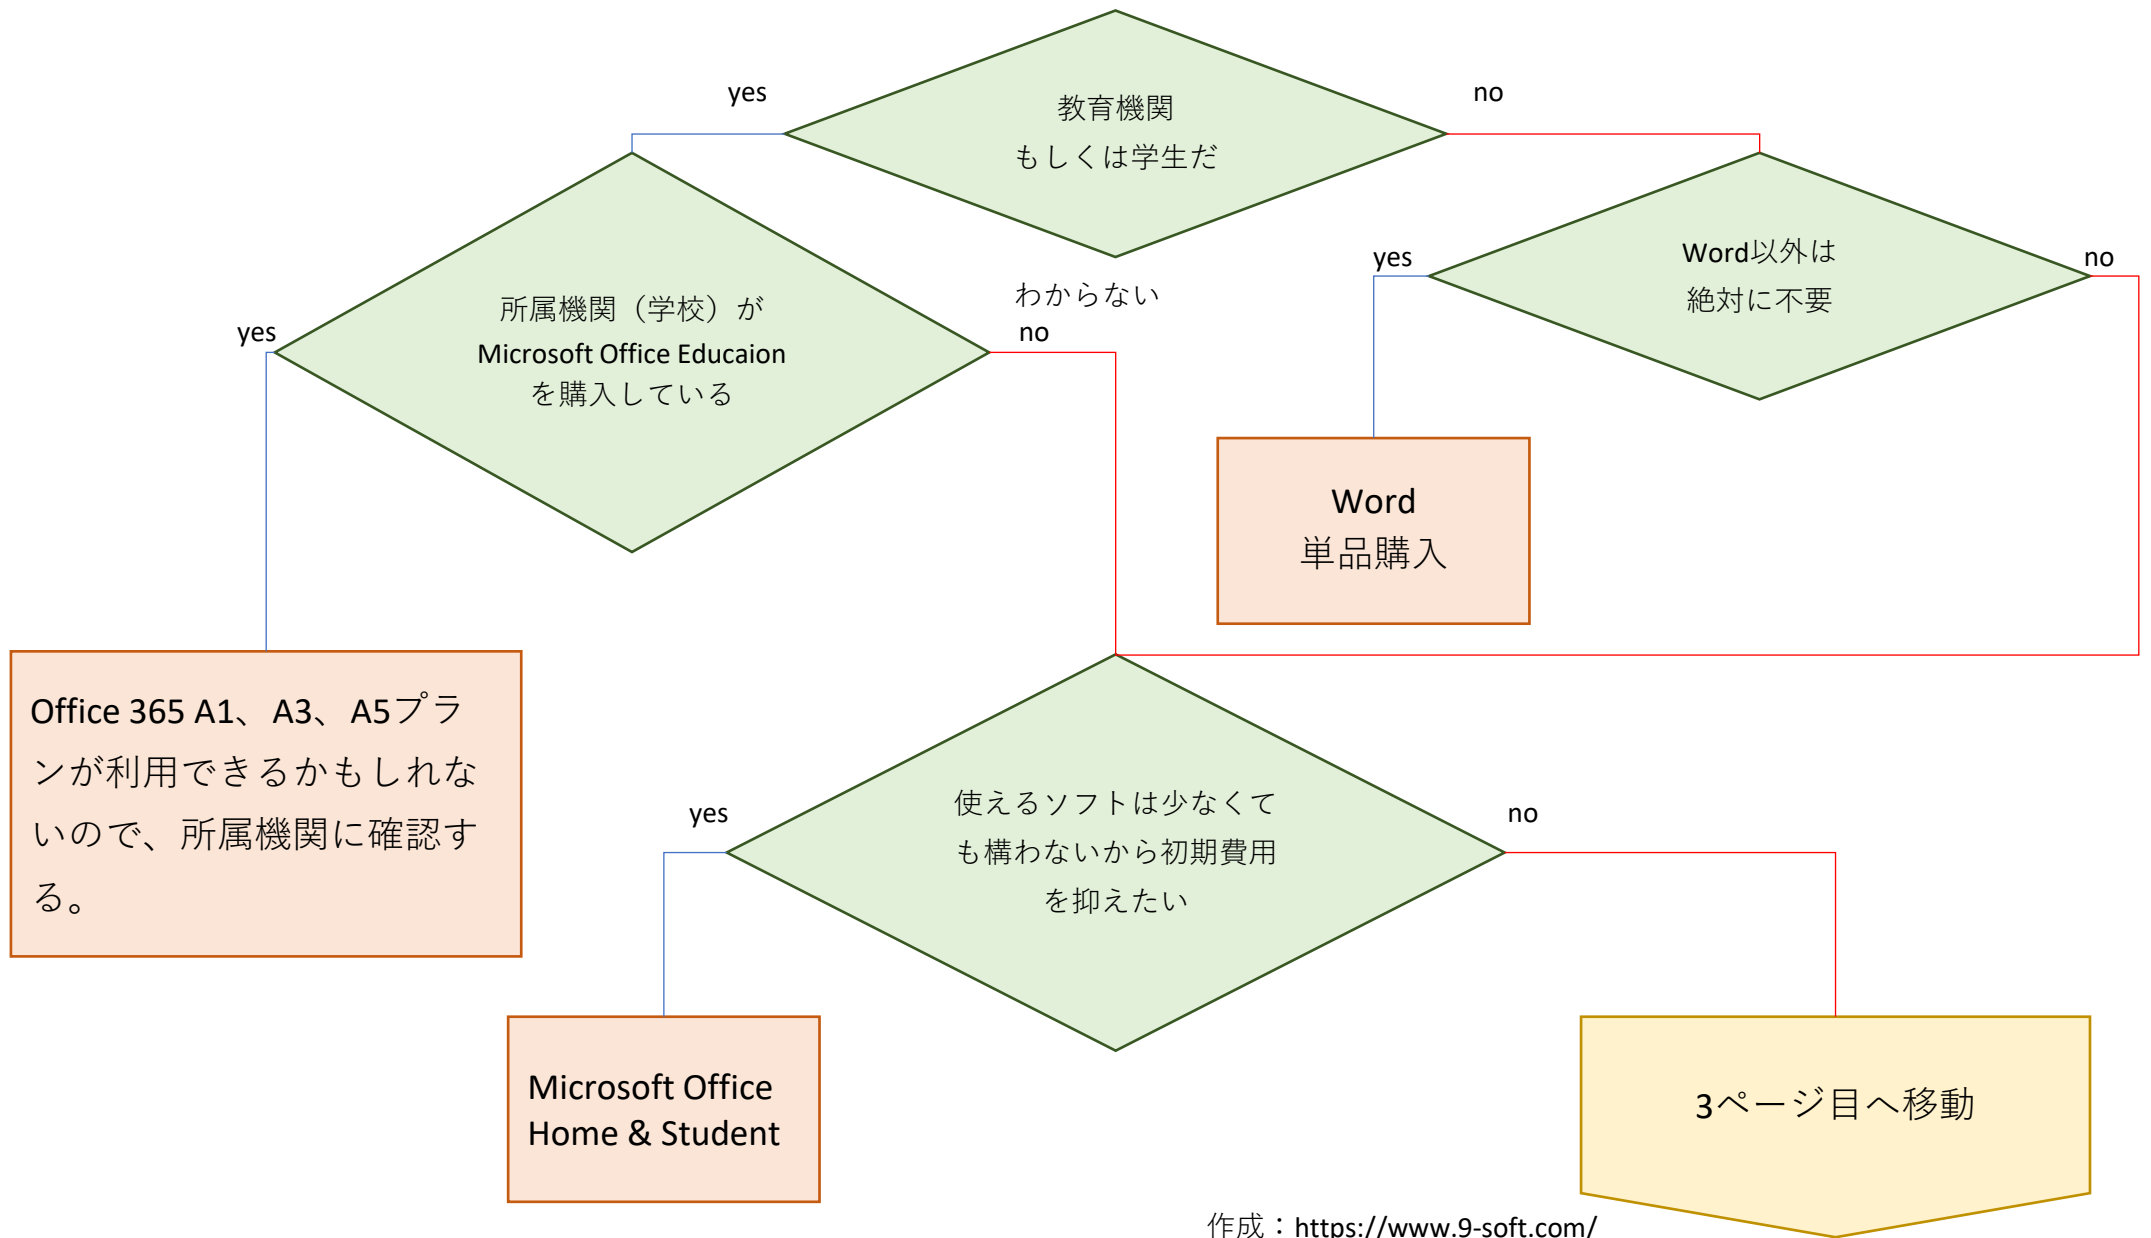 yes
教育機関
もしくは学生だ
no
yes
所属機関（学校）が
Microsoft Office Educaion
を購入している
わからない
no
yes
Word以外は
絶対に不要
no
Word
単品購入
Office 365 A1、A3、A5プラ
ンが利用できるかもしれな
いので、所属機関に確認す
る。
yes
使えるソフトは少なくて
も構わないから初期費用
を抑えたい
no
Microsoft Office
Home & Student
3ページ目へ移動
作成：https://www.9-soft.com/